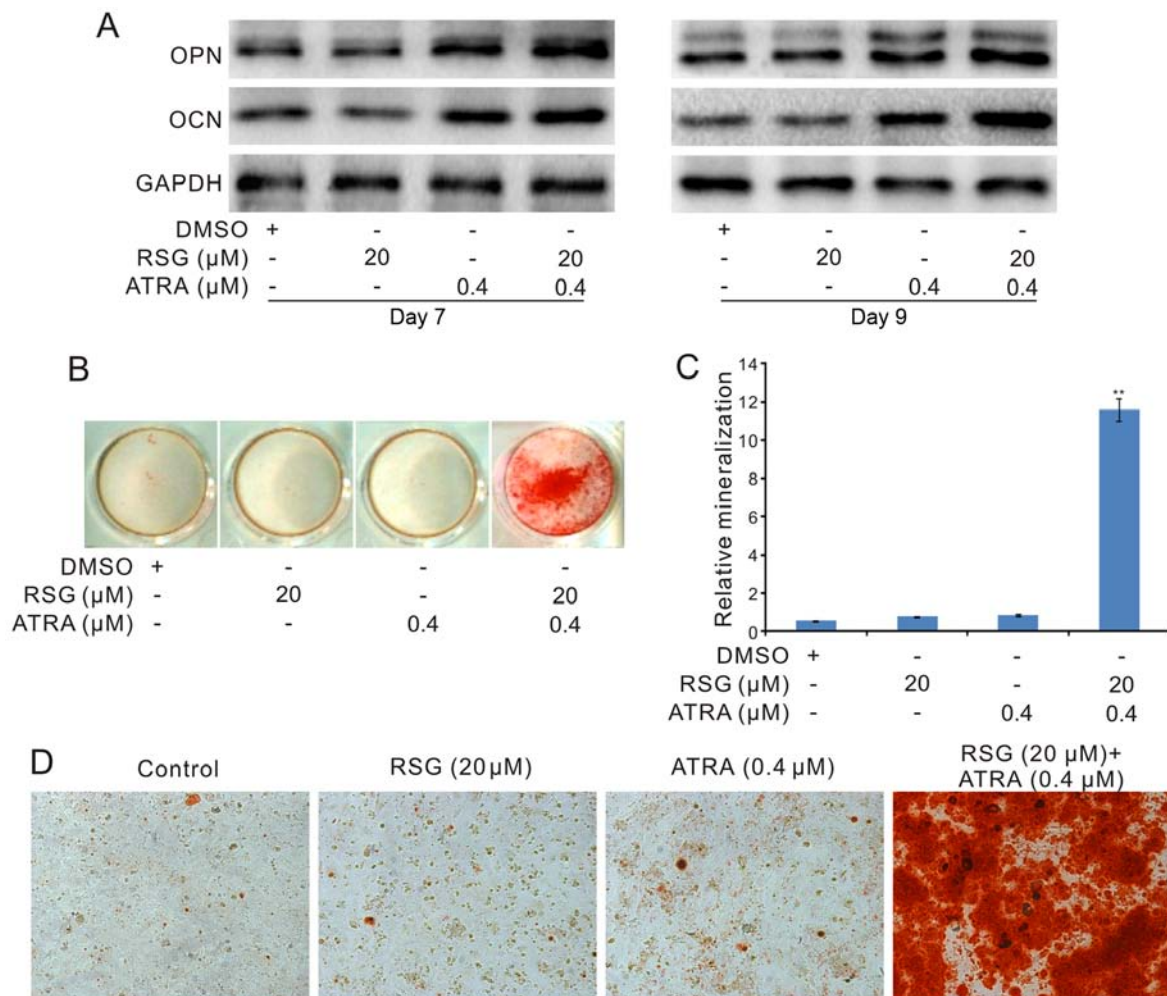 A
OPN
OCN
GAPDH
DMSO + - - - + - - -
RSG (μM) - 20 - 20 - 20 - 20
ATRA (μM) - - 0.4 0.4 - - 0.4 0.4
Day 7 Day 9
B
DMSO + - - -
RSG (μM) - 20 - 20
ATRA (μM) - - 0.4 0.4
C
Relative mineralization
14
12
10
8
6
4
2
0
**
DMSO + - - -
RSG (μM) - 20 - 20
ATRA (μM) - - 0.4 0.4
D
Control
RSG (20 μM)
ATRA (0.4 μM)
RSG (20 μM)+
ATRA (0.4 μM)